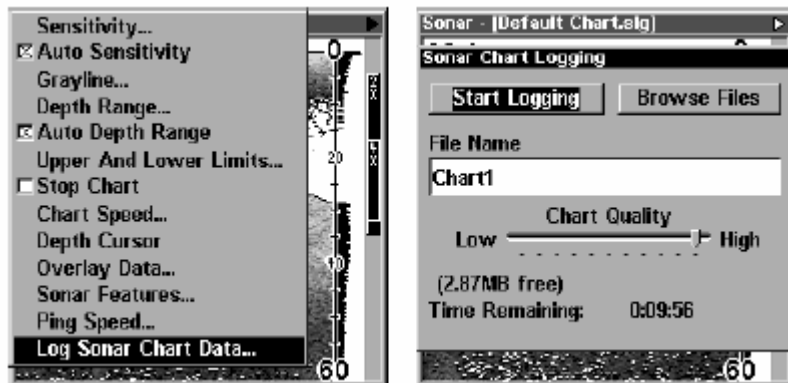 Sensitivity...
Auto Sensitivity
Grayline...
Depth Range...
Auto Depth Range
Upper And Lower Limits...
Stop Chart
Chart Speed...
Depth Cursor
Overlay Data...
Sonar Features...
Ping Speed...
Log Sonar Chart Data...
0
20
40
60
Sonar - [Default Chart.slg]
Sonar Chart Logging
Start Logging
Browse Files
File Name
Chart1
Chart Quality
Low
High
(2.87MB free)
Time Remaining: 0:09:56
60